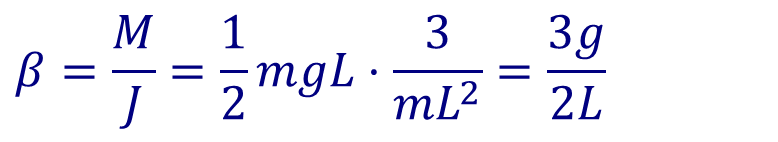 β = M/J = 1/2 mgL · 3/mL² = 3g/2L